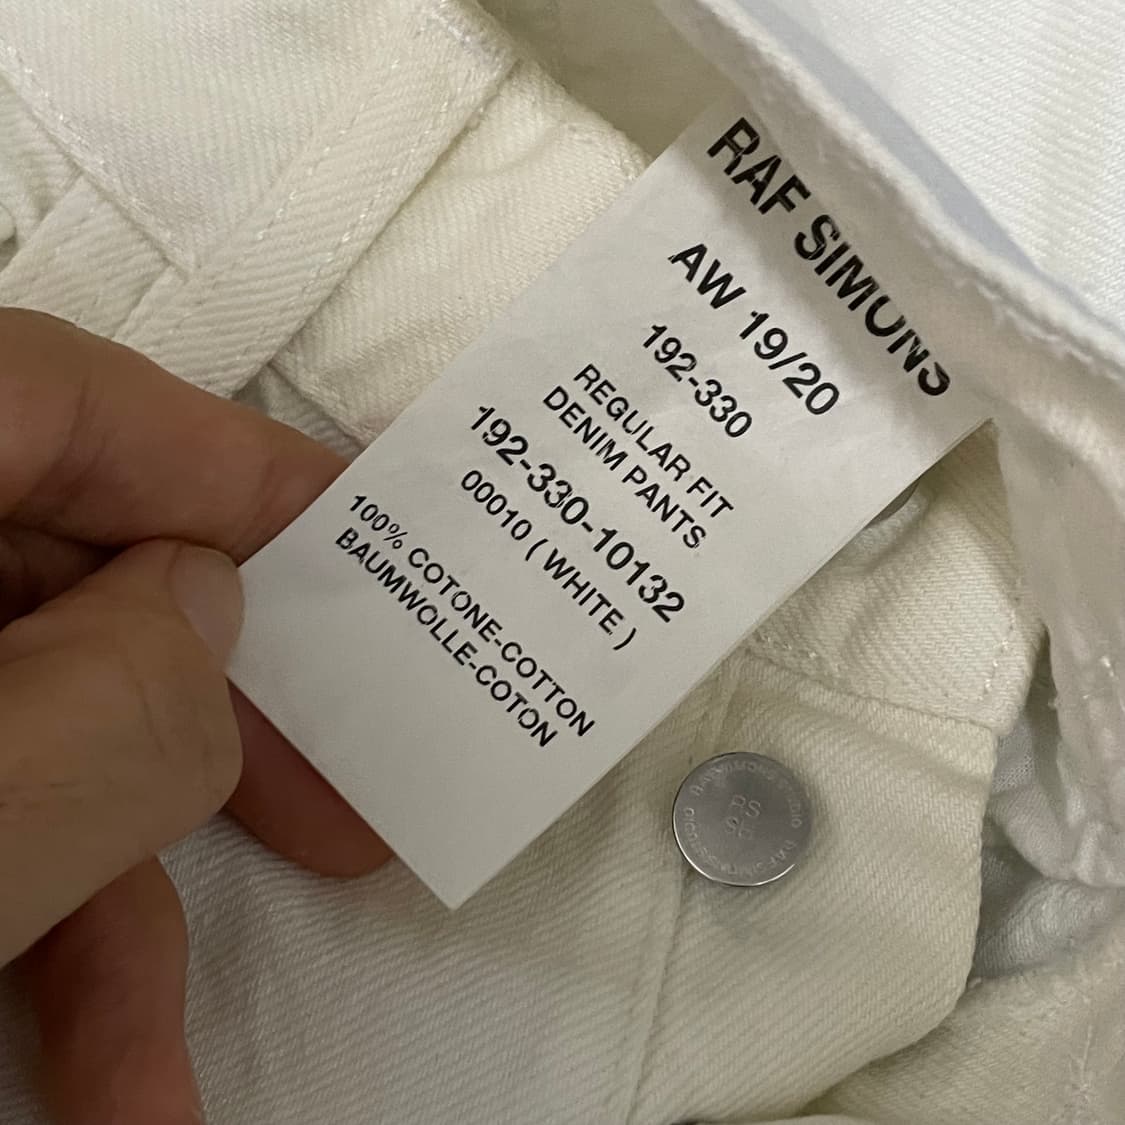 RAF SIMONS
AW 19/20
192-330
REGULAR FIT
DENIM PANTS
192-330-10132
00010 ( WHITE )
100% COTONE-COTTON
BAUMWOLLE-COTON
RS